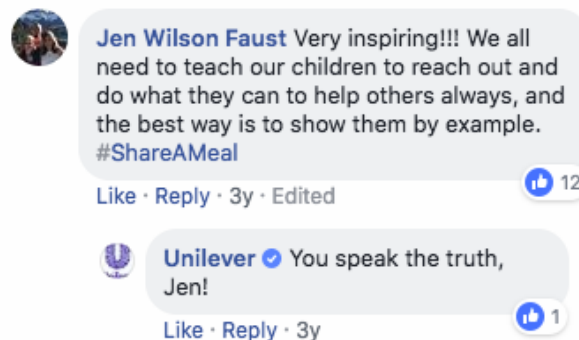 Jen Wilson Faust Very inspiring!!! We all
need to teach our children to reach out and
do what they can to help others always, and
the best way is to show them by example.
#ShareAMeal
12
Like · Reply · 3y · Edited
Unilever You speak the truth,
Jen!
1
Like · Reply · 3y